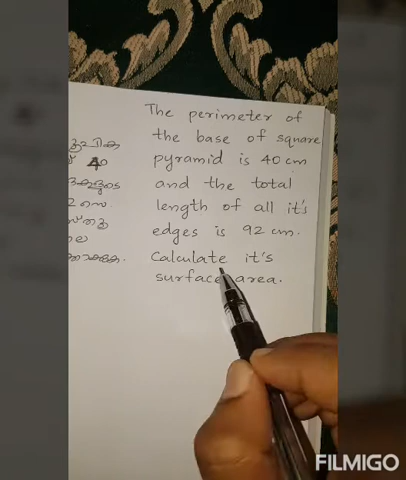 The perimeter of
the base of square
pyramid is 40 cm
and the total
length of all it's
edges is 92 cm.
Calculate it's
surface area.
40
FILMIGO